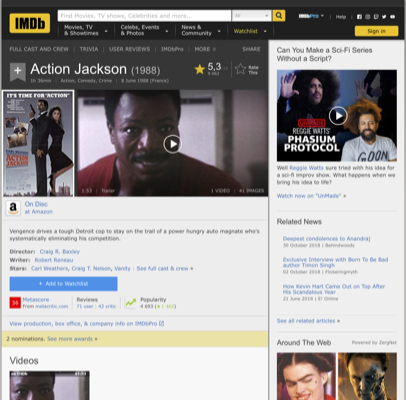 IMDb
Find Movies, TV shows, Celebrities and more...
All
IMDbPro
Help
Movies, TV
& Showtimes
Celebs, Events
& Photos
News &
Community
Watchlist
Sign in
FULL CAST AND CREW | TRIVIA | USER REVIEWS | IMDbPro | MORE
SHARE
Action Jackson (1988)
5,3
Rate
This
1h 36min | Action, Comedy, Crime | 8 June 1988 (France)
IT'S TIME FOR "ACTION"
ACTION
JACKSON
1:53 | Trailer
1 VIDEO | 41 IMAGES
On Disc
at Amazon
Vengence drives a tough Detroit cop to stay on the trail of a power hungry auto magnate who's
systematically eliminating his competition.
Director: Craig R. Baxley
Writer: Robert Reneau
Stars: Carl Weathers, Craig T. Nelson, Vanity | See full cast & crew »
+ Add to Watchlist
36
Metascore
From metacritic.com
Reviews
71 user | 42 critic
Popularity
View production, box office, & company info on IMDbPro
2 nominations. See more awards »
Videos
Can You Make a Sci-Fi Series
Without a Script?
REGGIE WATTS'
PHASIUM
PROTOCOL
Well Reggie Watts sure tried with his idea for
a sci-fi improv show. What happens when we
bring his idea to life?
Watch now on "UnMade" »
Related News
Deepest condolences to Anandraj
30 October 2018 | Behindwoods
Exclusive Interview with Born To Be Bad
author Timon Singh
02 October 2018 | Flickeringmyth
How Kevin Hart Came Out on Top After
His Scandalous Year
21 June 2018 | E! Online
See all related articles »
Around The Web
Powered by ZergNet